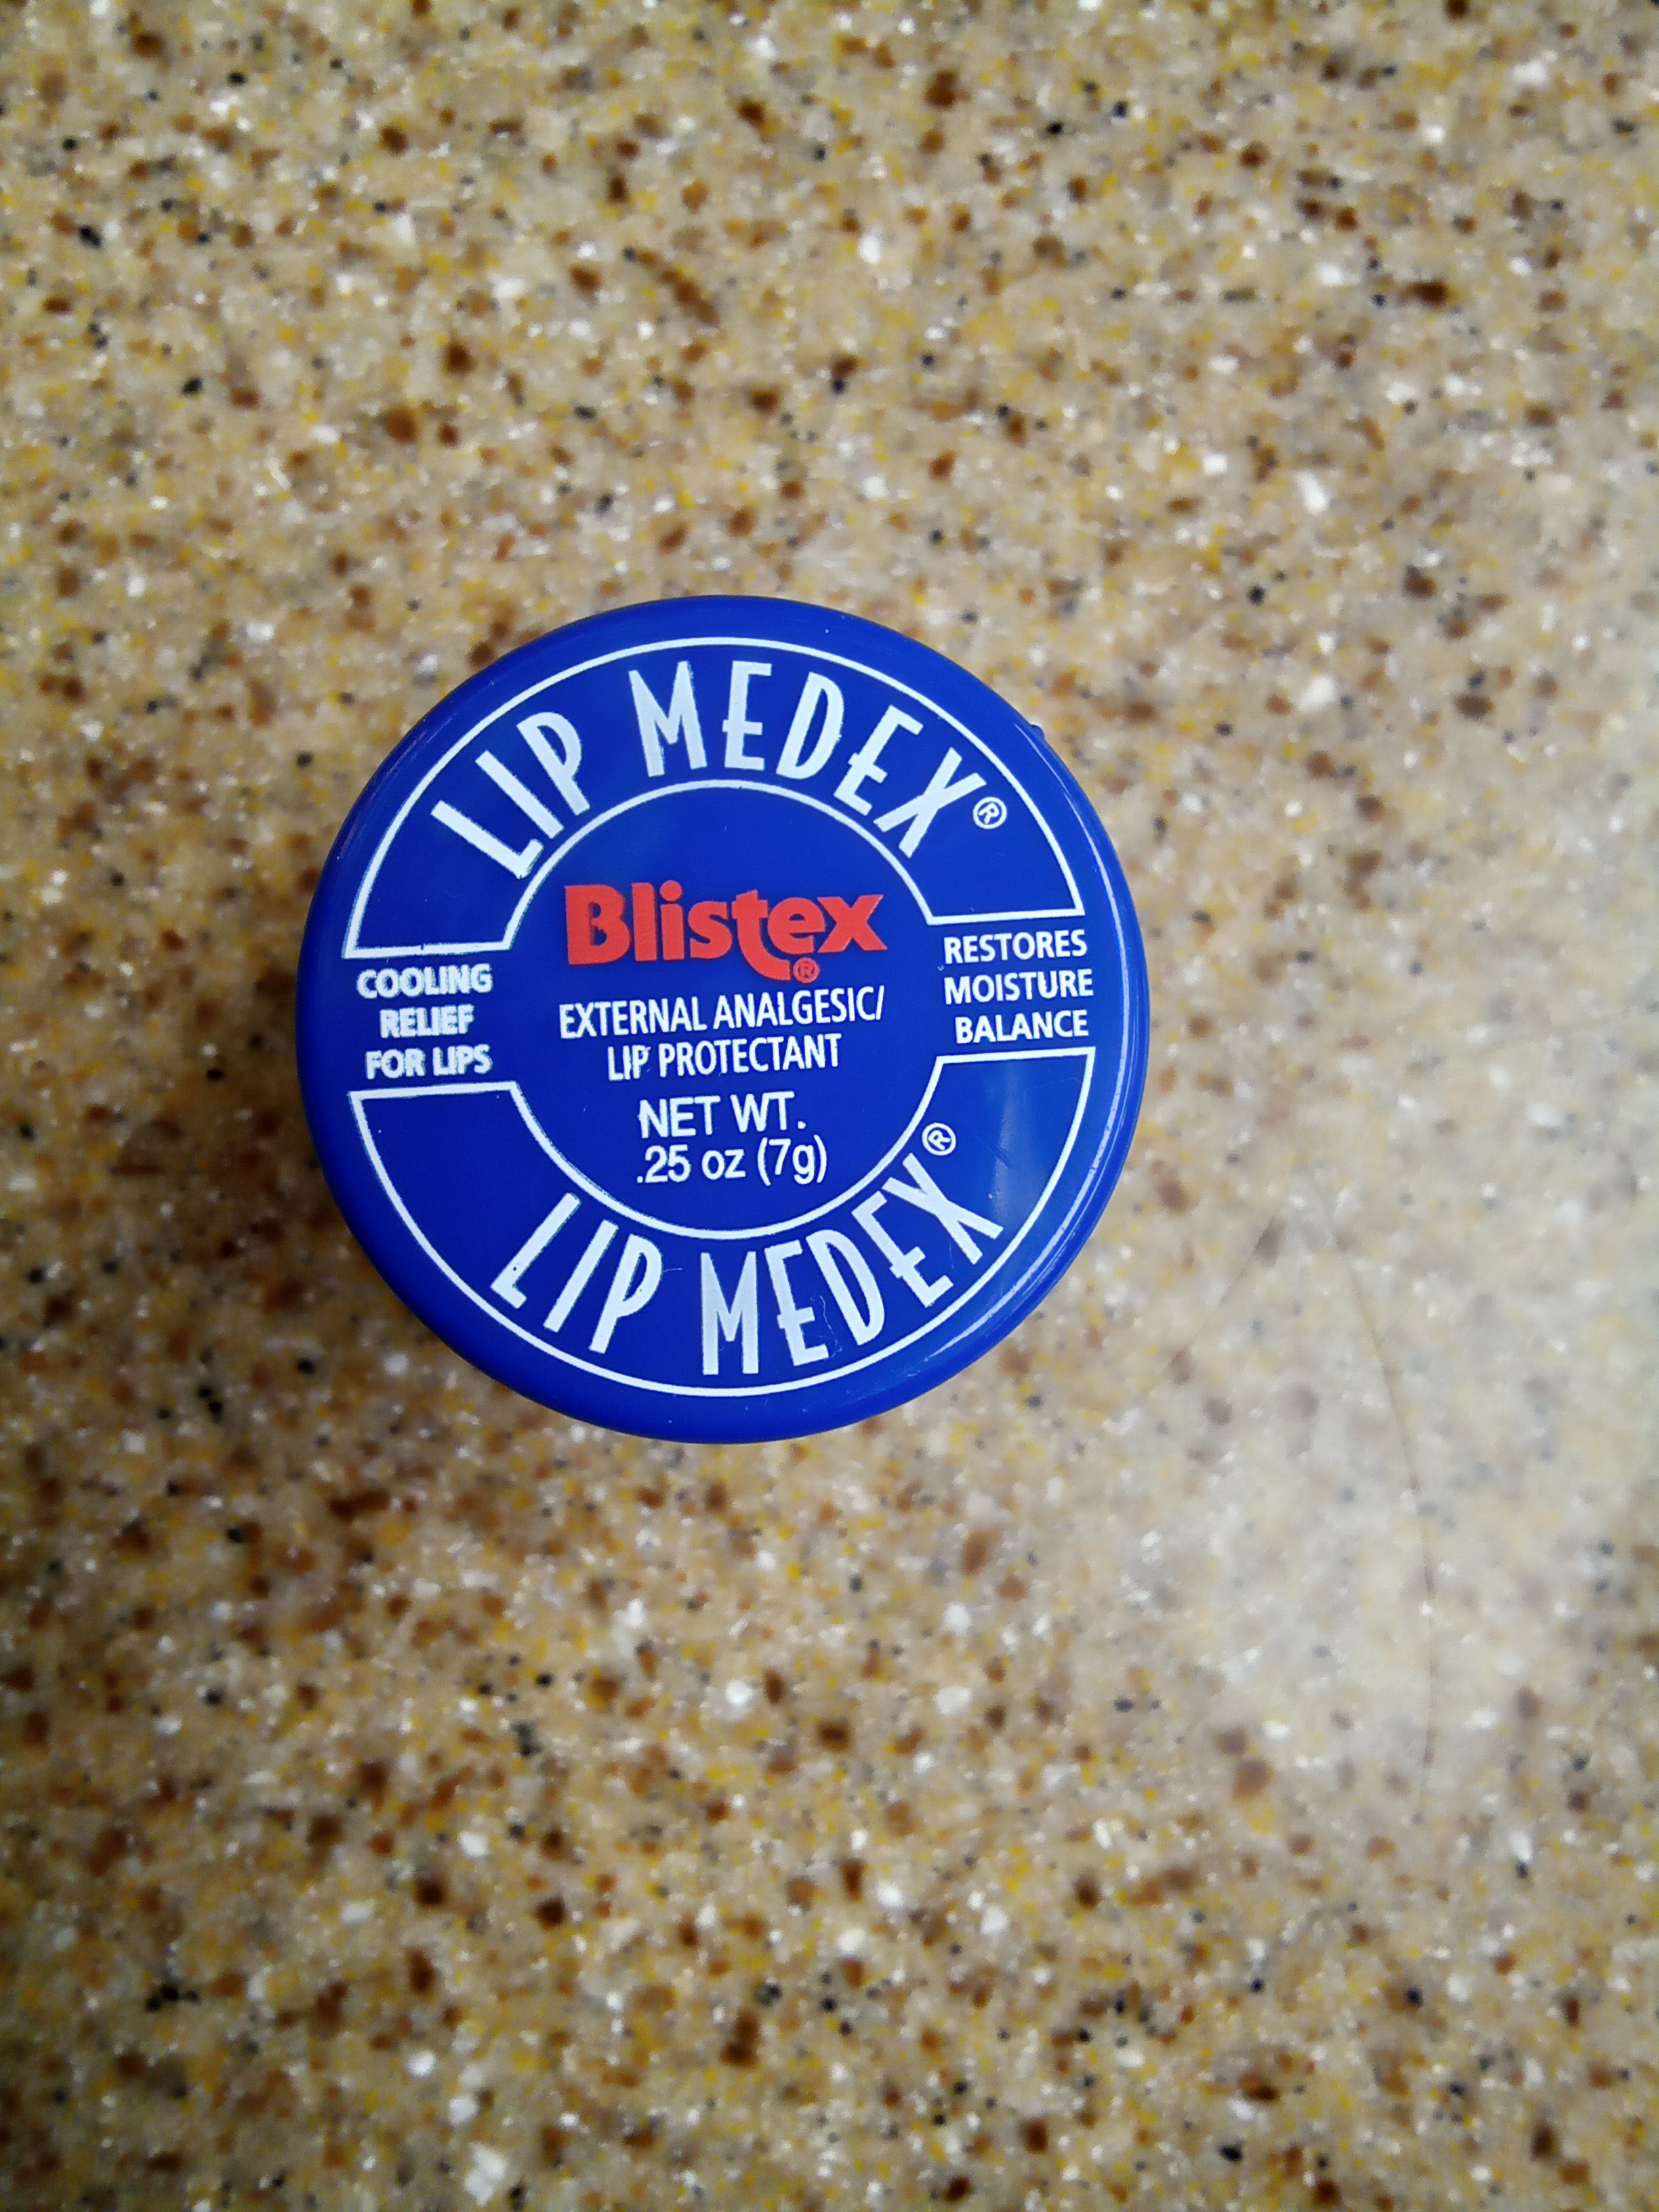 LIP MEDEX®
Blistex®
COOLING
RELIEF
FOR LIPS
EXTERNAL ANALGESIC/
LIP PROTECTANT
RESTORES
MOISTURE
BALANCE
NET WT.
.25 oz (7g)
LIP MEDEX®